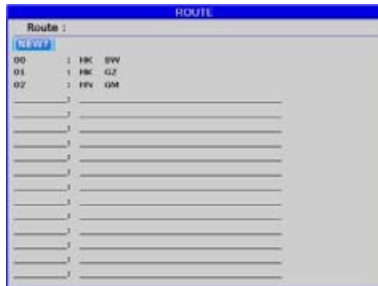 ROUTE
Route :
NEW?
00 : HK SW
01 : HK GZ
02 : HN GM